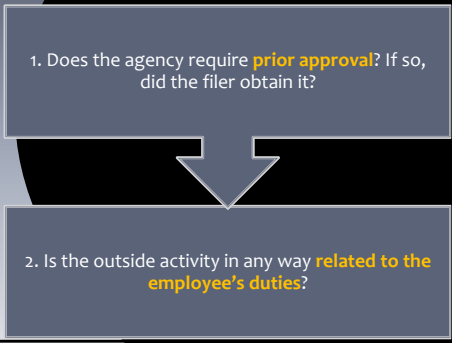 1. Does the agency require prior approval? If so,
did the filer obtain it?
2. Is the outside activity in any way related to the
employee's duties?